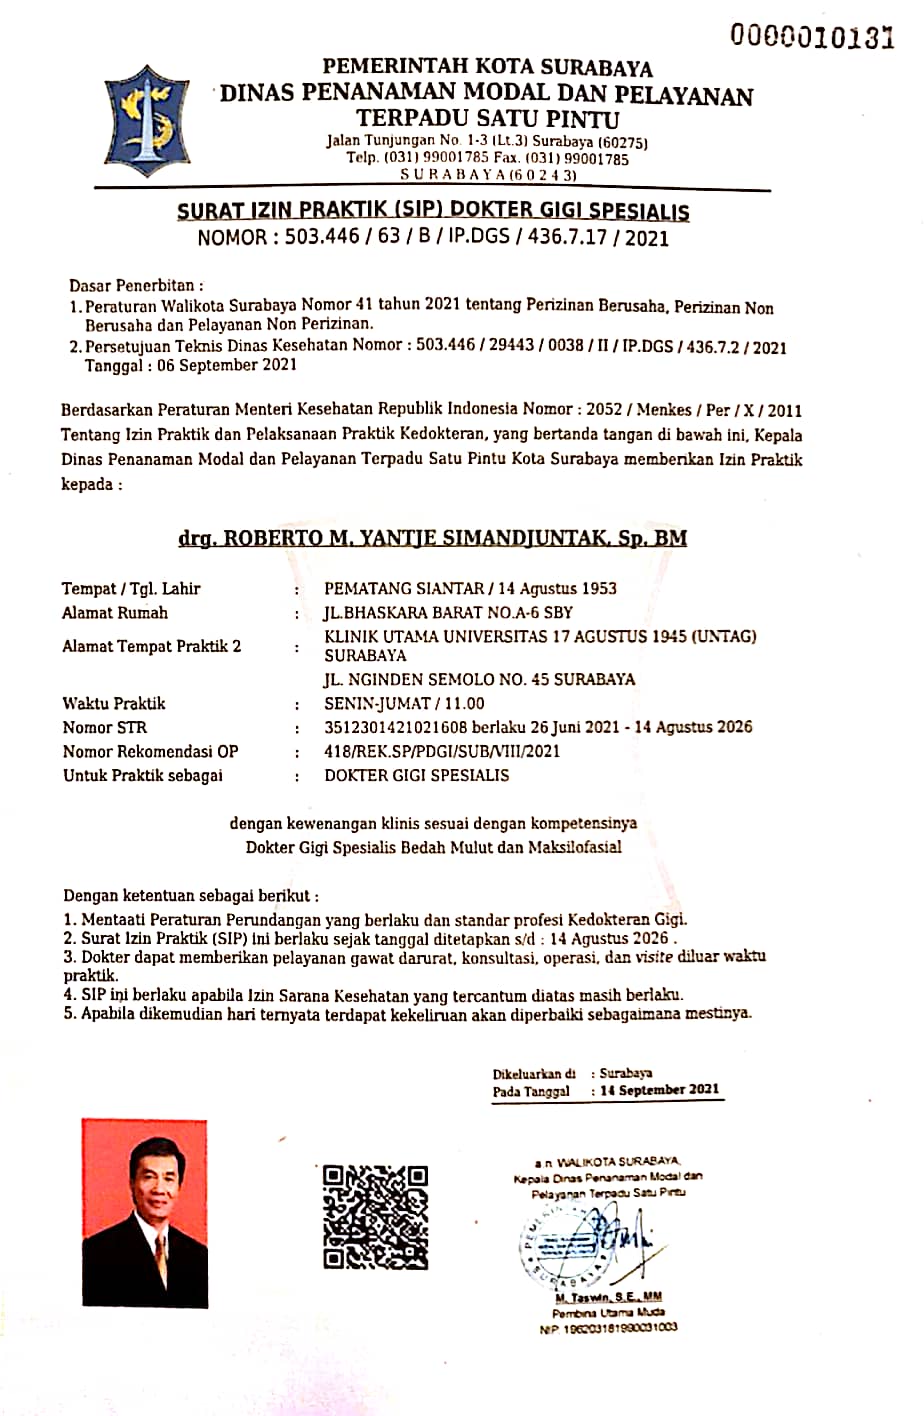 0000010131
PEMERINTAH KOTA SURABAYA
DINAS PENANAMAN MODAL DAN PELAYANAN
TERPADU SATU PINTU
Jalan Tunjungan No. 1-3 (Lt.3) Surabaya (60275)
Telp. (031) 99001785 Fax. (031) 99001785
S U R A B A Y A (6 0 2 4 3)
SURAT IZIN PRAKTIK (SIP) DOKTER GIGI SPESIALIS
NOMOR : 503.446 / 63 / B / IP.DGS / 436.7.17 / 2021
Dasar Penerbitan :
1. Peraturan Walikota Surabaya Nomor 41 tahun 2021 tentang Perizinan Berusaha, Perizinan Non
Berusaha dan Pelayanan Non Perizinan.
2. Persetujuan Teknis Dinas Kesehatan Nomor : 503.446 / 29443 / 0038 / II / IP.DGS / 436.7.2 / 2021
Tanggal : 06 September 2021
Berdasarkan Peraturan Menteri Kesehatan Republik Indonesia Nomor : 2052 / Menkes / Per / X / 2011
Tentang Izin Praktik dan Pelaksanaan Praktik Kedokteran, yang bertanda tangan di bawah ini, Kepala
Dinas Penanaman Modal dan Pelayanan Terpadu Satu Pintu Kota Surabaya memberikan Izin Praktik
kepada :
drg. ROBERTO M. YANTJE SIMANDJUNTAK, Sp. BM
Tempat / Tgl. Lahir : PEMATANG SIANTAR / 14 Agustus 1953
Alamat Rumah : JL.BHASKARA BARAT NO.A-6 SBY
Alamat Tempat Praktik 2 : KLINIK UTAMA UNIVERSITAS 17 AGUSTUS 1945 (UNTAG)
SURABAYA
JL. NGINDEN SEMOLO NO. 45 SURABAYA
Waktu Praktik : SENIN-JUMAT / 11.00
Nomor STR : 3512301421021608 berlaku 26 Juni 2021 - 14 Agustus 2026
Nomor Rekomendasi OP : 418/REK.SP/PDGI/SUB/VIII/2021
Untuk Praktik sebagai : DOKTER GIGI SPESIALIS
dengan kewenangan klinis sesuai dengan kompetensinya
Dokter Gigi Spesialis Bedah Mulut dan Maksilofasial
Dengan ketentuan sebagai berikut :
1. Mentaati Peraturan Perundangan yang berlaku dan standar profesi Kedokteran Gigi.
2. Surat Izin Praktik (SIP) ini berlaku sejak tanggal ditetapkan s/d : 14 Agustus 2026 .
3. Dokter dapat memberikan pelayanan gawat darurat, konsultasi, operasi, dan visite diluar waktu
praktik.
4. SIP ini berlaku apabila Izin Sarana Kesehatan yang tercantum diatas masih berlaku.
5. Apabila dikemudian hari ternyata terdapat kekeliruan akan diperbaiki sebagaimana mestinya.
Dikeluarkan di : Surabaya
Pada Tanggal : 14 September 2021
a.n. WALIKOTA SURABAYA,
Kepala Dinas Penanaman Modal dan
Pelayanan Terpadu Satu Pintu
SURABAYA
M. Taswin, S.E., MM
Pembina Utama Muda
NIP. 196203181990031003